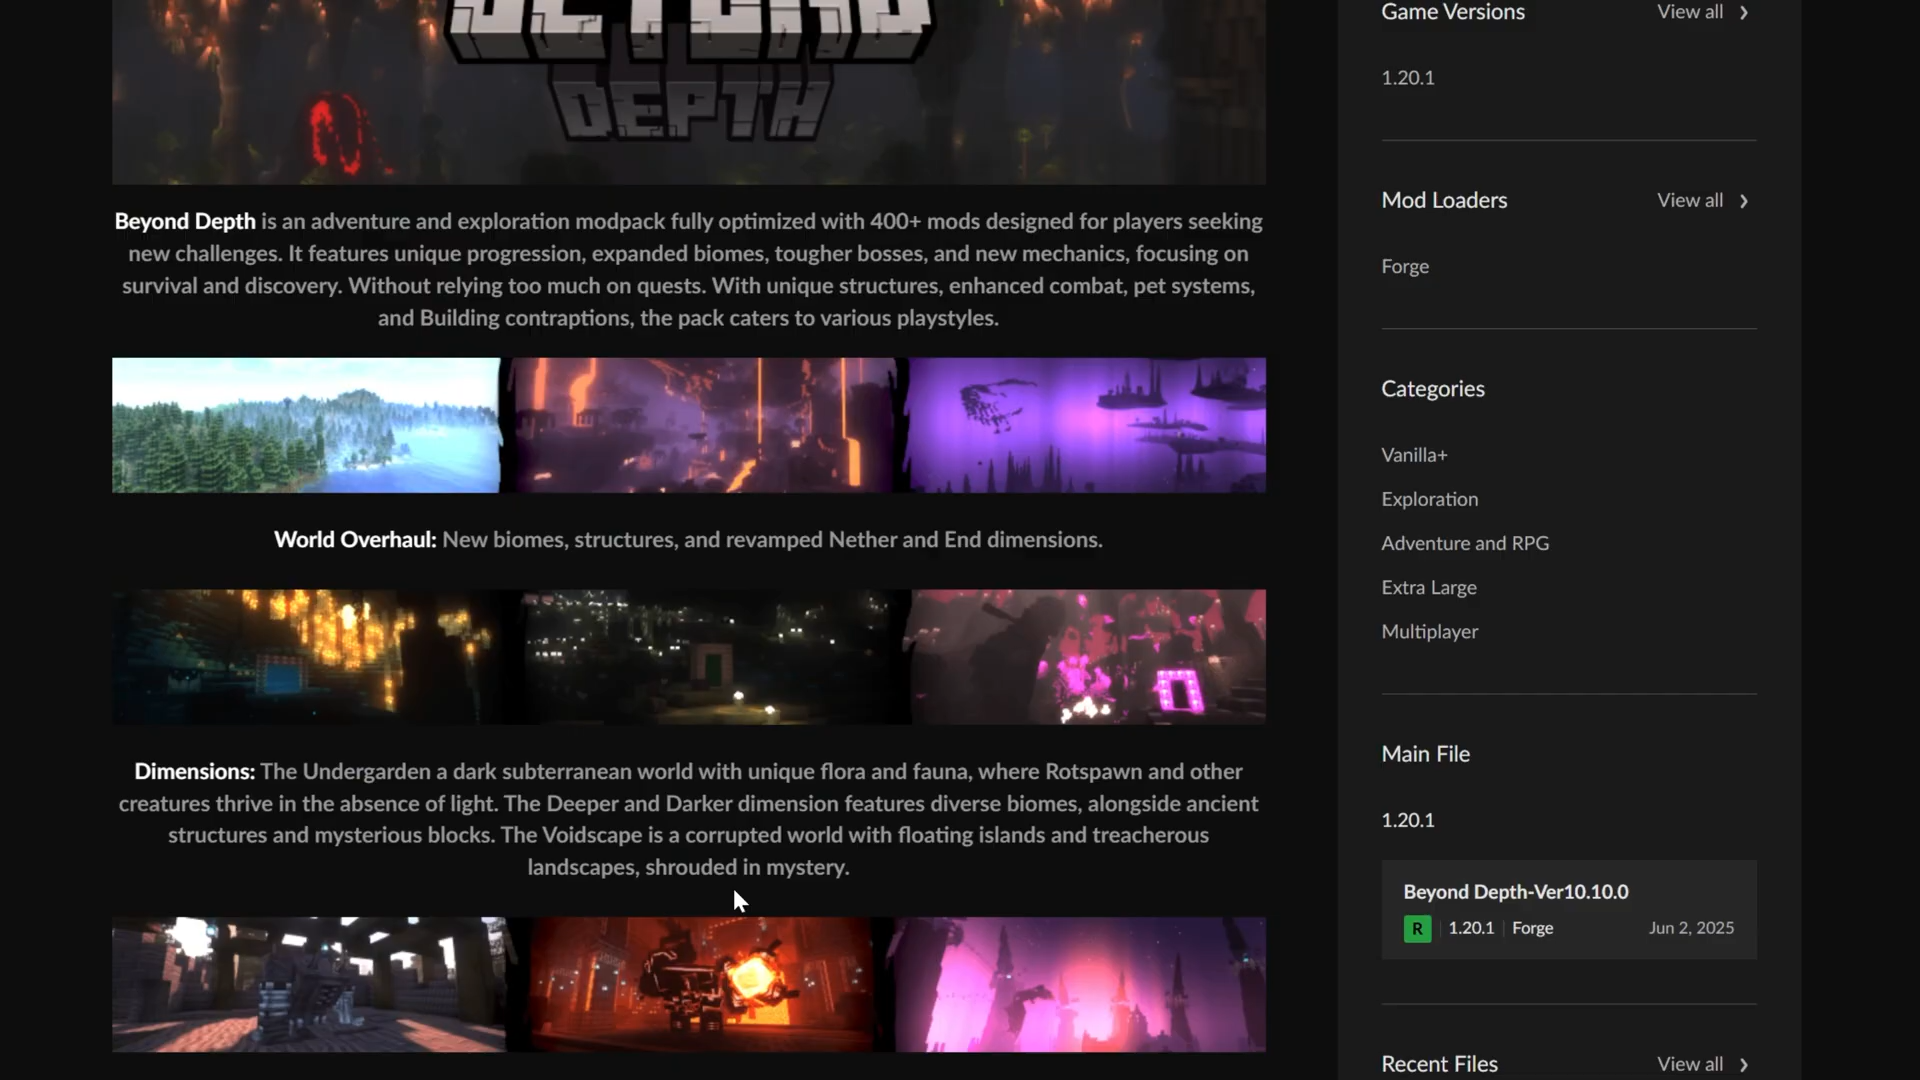 BEYOND
DEPTH
Beyond Depth is an adventure and exploration modpack fully optimized with 400+ mods designed for players seeking
new challenges. It features unique progression, expanded biomes, tougher bosses, and new mechanics, focusing on
survival and discovery. Without relying too much on quests. With unique structures, enhanced combat, pet systems,
and Building contraptions, the pack caters to various playstyles.
World Overhaul: New biomes, structures, and revamped Nether and End dimensions.
Dimensions: The Undergarden a dark subterranean world with unique flora and fauna, where Rotspawn and other
creatures thrive in the absence of light. The Deeper and Darker dimension features diverse biomes, alongside ancient
structures and mysterious blocks. The Voidscape is a corrupted world with floating islands and treacherous
landscapes, shrouded in mystery.
Game Versions View all
1.20.1
Mod Loaders View all
Forge
Categories
Vanilla+
Exploration
Adventure and RPG
Extra Large
Multiplayer
Main File
1.20.1
Beyond Depth-Ver10.10.0
R 1.20.1 Forge Jun 2, 2025
Recent Files View all